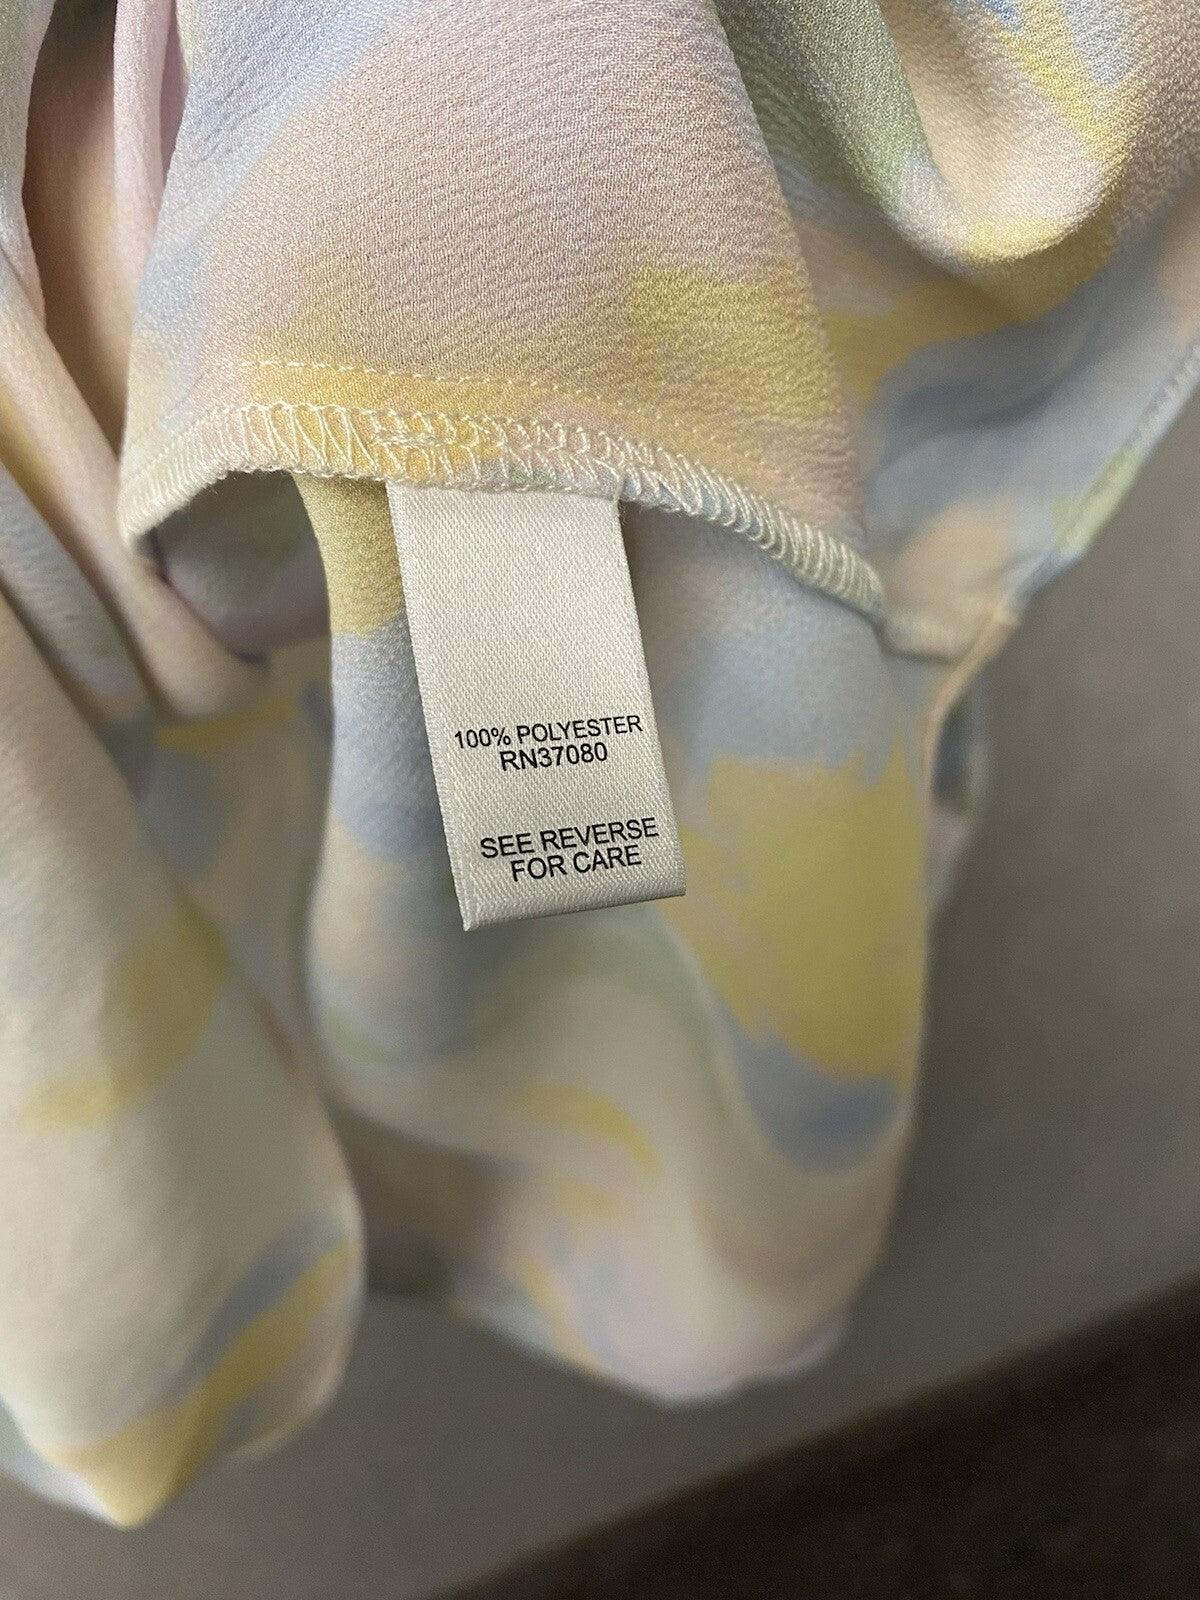 100% POLYESTER
RN37080
SEE REVERSE
FOR CARE